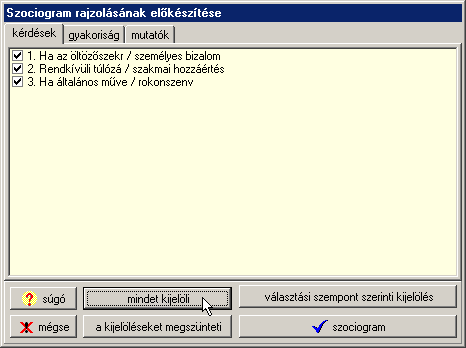 Szociogram rajzolásának előkészítése
kérdések gyakoriság mutatók
1. Ha az öltözőszekr / személyes bizalom
2. Rendkívüli túlózá / szakmai hozzáértés
3. Ha általános műve / rokonszenv
súgó mindet kijelöli választási szempont szerinti kijelölés
mégse a kijelöléseket megszünteti szociogram